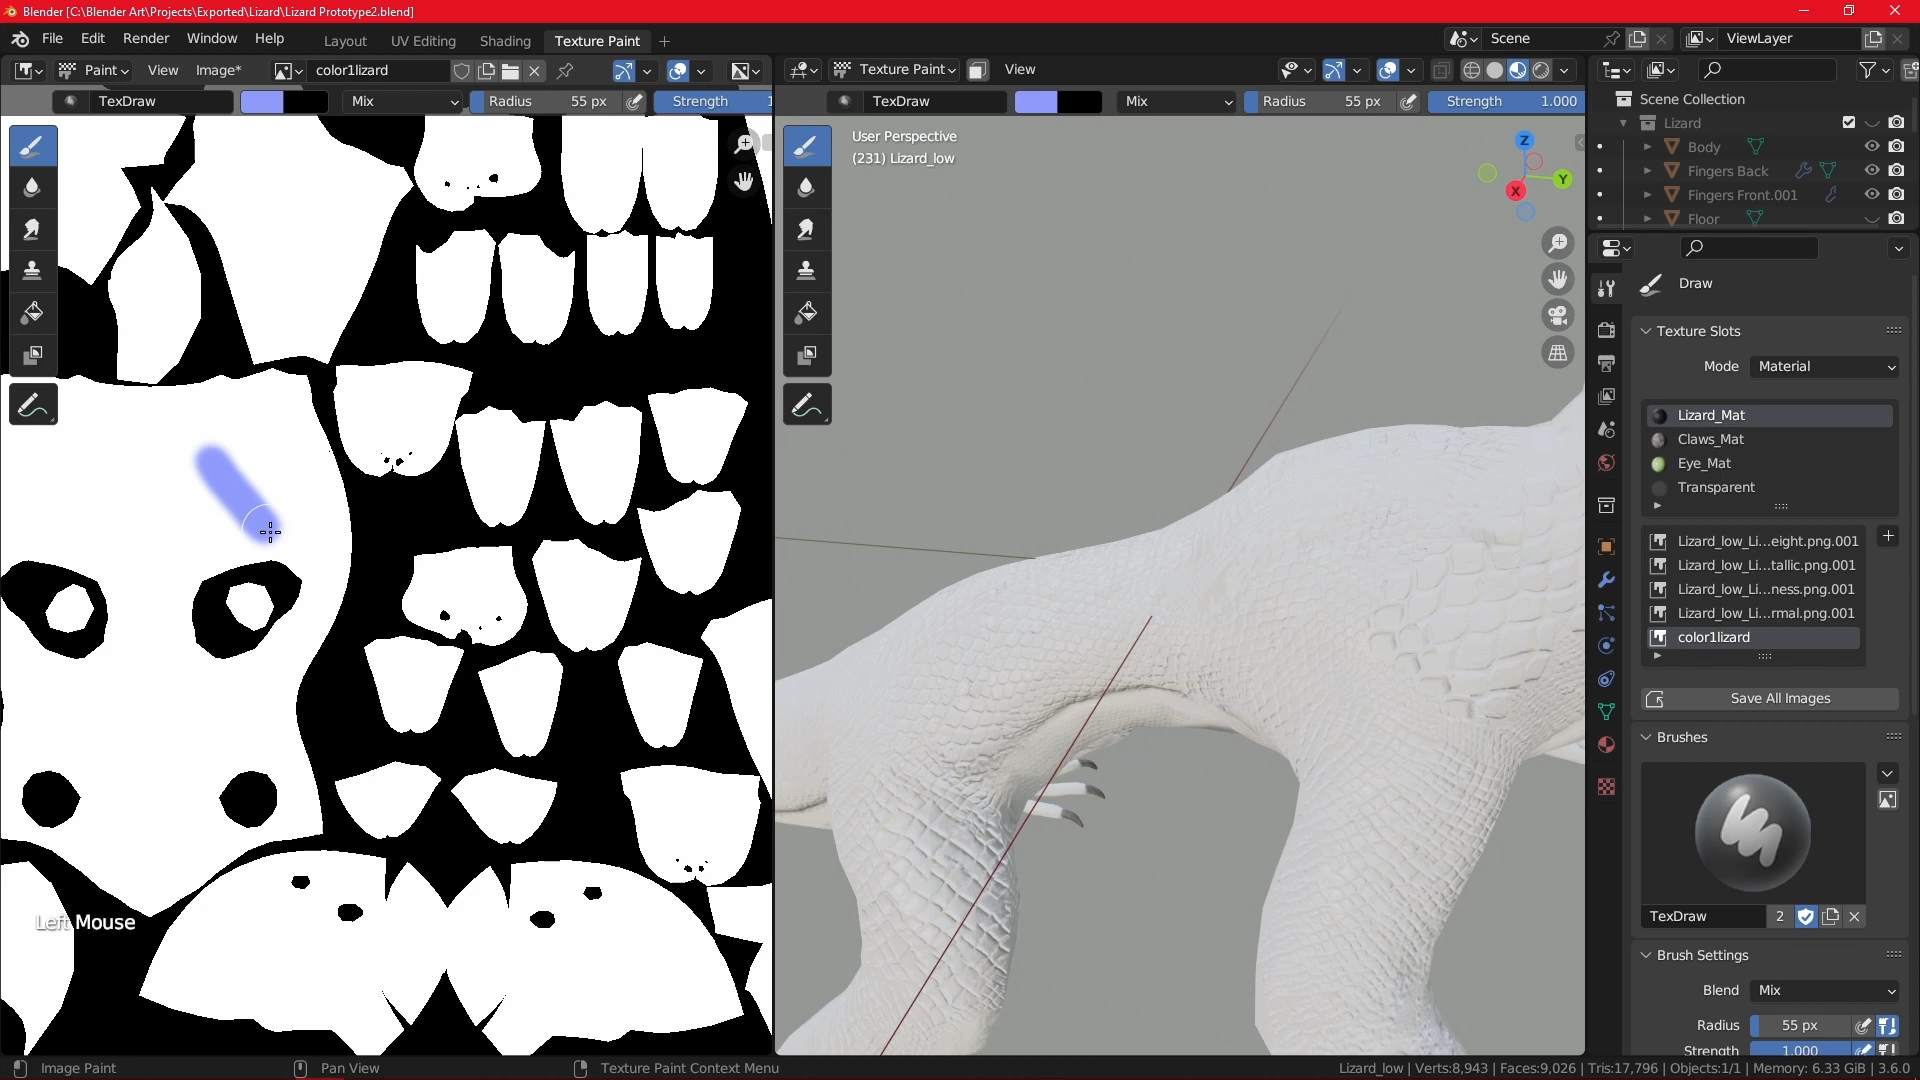 Blender [C:\Blender Art\Projects\Exported\Lizard\Lizard Prototype2.blend]
File Edit Render Window Help Layout UV Editing Shading Texture Paint + Scene ViewLayer
Paint View Image* color1lizard Texture Paint View
TexDraw Mix Radius 55 px Strength 1 TexDraw Mix Radius 55 px Strength 1.000
Scene Collection
Lizard
Body
Fingers Back
Fingers Front.001
Floor
User Perspective
(231) Lizard_low
Z
Y
X
Draw
Texture Slots
Mode Material
Lizard_Mat
Claws_Mat
Eye_Mat
Transparent
Lizard_low_Li...eight.png.001
Lizard_low_Li...tallic.png.001
Lizard_low_Li...ness.png.001
Lizard_low_Li...rmal.png.001
color1lizard
Save All Images
Brushes
TexDraw 2
Brush Settings
Blend Mix
Radius 55 px
Strength 1.000
Left Mouse
Image Paint Pan View Texture Paint Context Menu Lizard_low | Verts:8,943 | Faces:9,026 | Tris:17,796 | Objects:1/1 | Memory: 6.33 GiB | 3.6.0